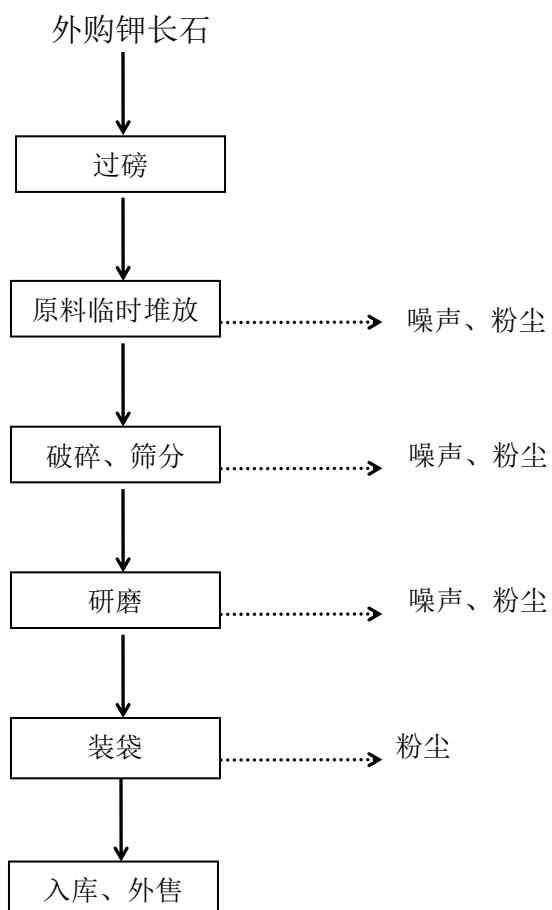 外购钾长石
过磅
原料临时堆放
噪声、粉尘
破碎、筛分
噪声、粉尘
研磨
噪声、粉尘
装袋
粉尘
入库、外售